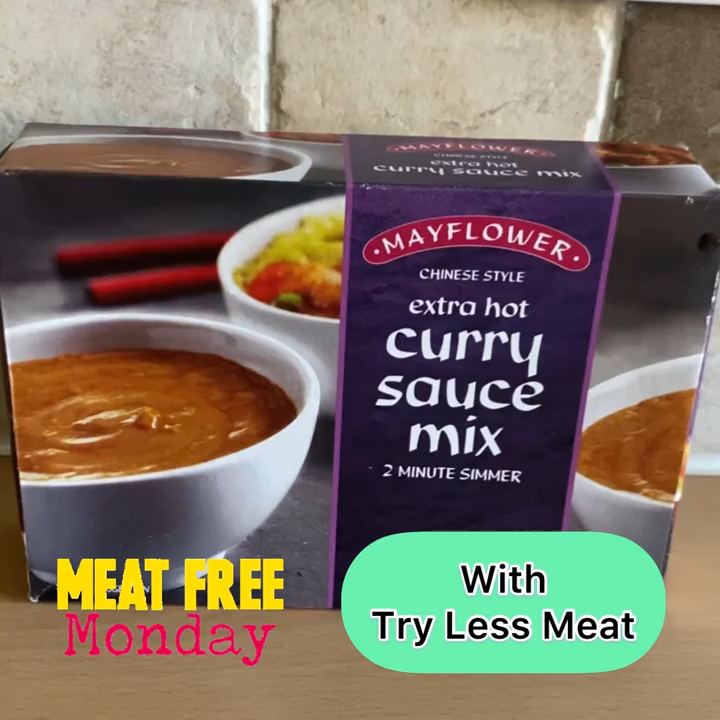 MAYFLOWER
CHINESE STYLE
extra hot
curry sauce mix
·MAYFLOWER·
CHINESE STYLE
extra hot
curry
sauce
mix
2 MINUTE SIMMER
MEAT FREE
Monday
With
Try Less Meat